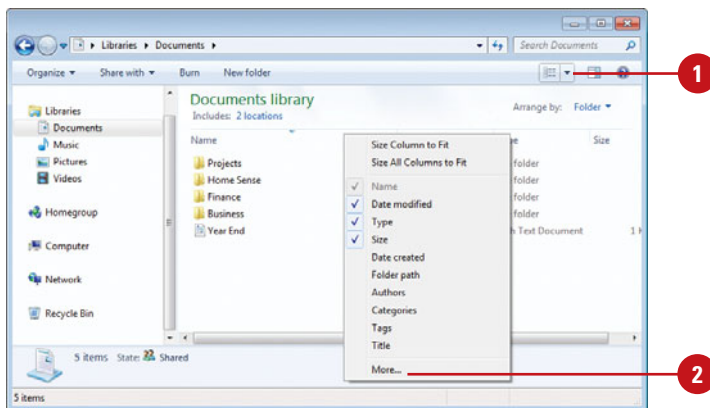 Libraries ▸ Documents ▸
Search Documents
Organize ▾ Share with ▾ Burn New folder
1
Libraries
Documents
Music
Pictures
Videos
Homegroup
Computer
Network
Recycle Bin
Documents library
Includes: 2 locations
Arrange by: Folder ▾
Name
Size
Projects
folder
Home Sense
folder
Finance
folder
Business
folder
Year End
Text Document
1
Size Column to Fit
Size All Columns to Fit
Name
Date modified
Type
Size
Date created
Folder path
Authors
Categories
Tags
Title
More...
2
5 items State: Shared
5 items